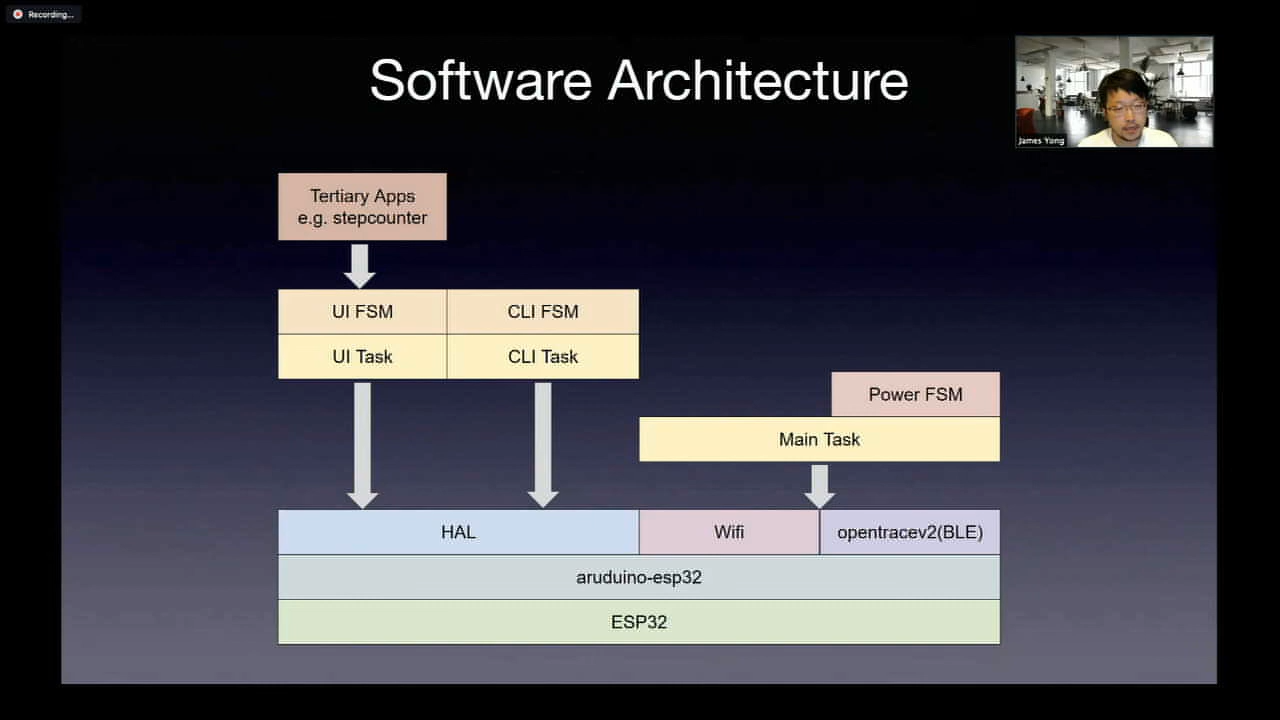 Recording...
Software Architecture
James Yong
Tertiary Apps
e.g. stepcounter
UI FSM
CLI FSM
UI Task
CLI Task
Power FSM
Main Task
HAL
Wifi
opentracev2(BLE)
aruduino-esp32
ESP32